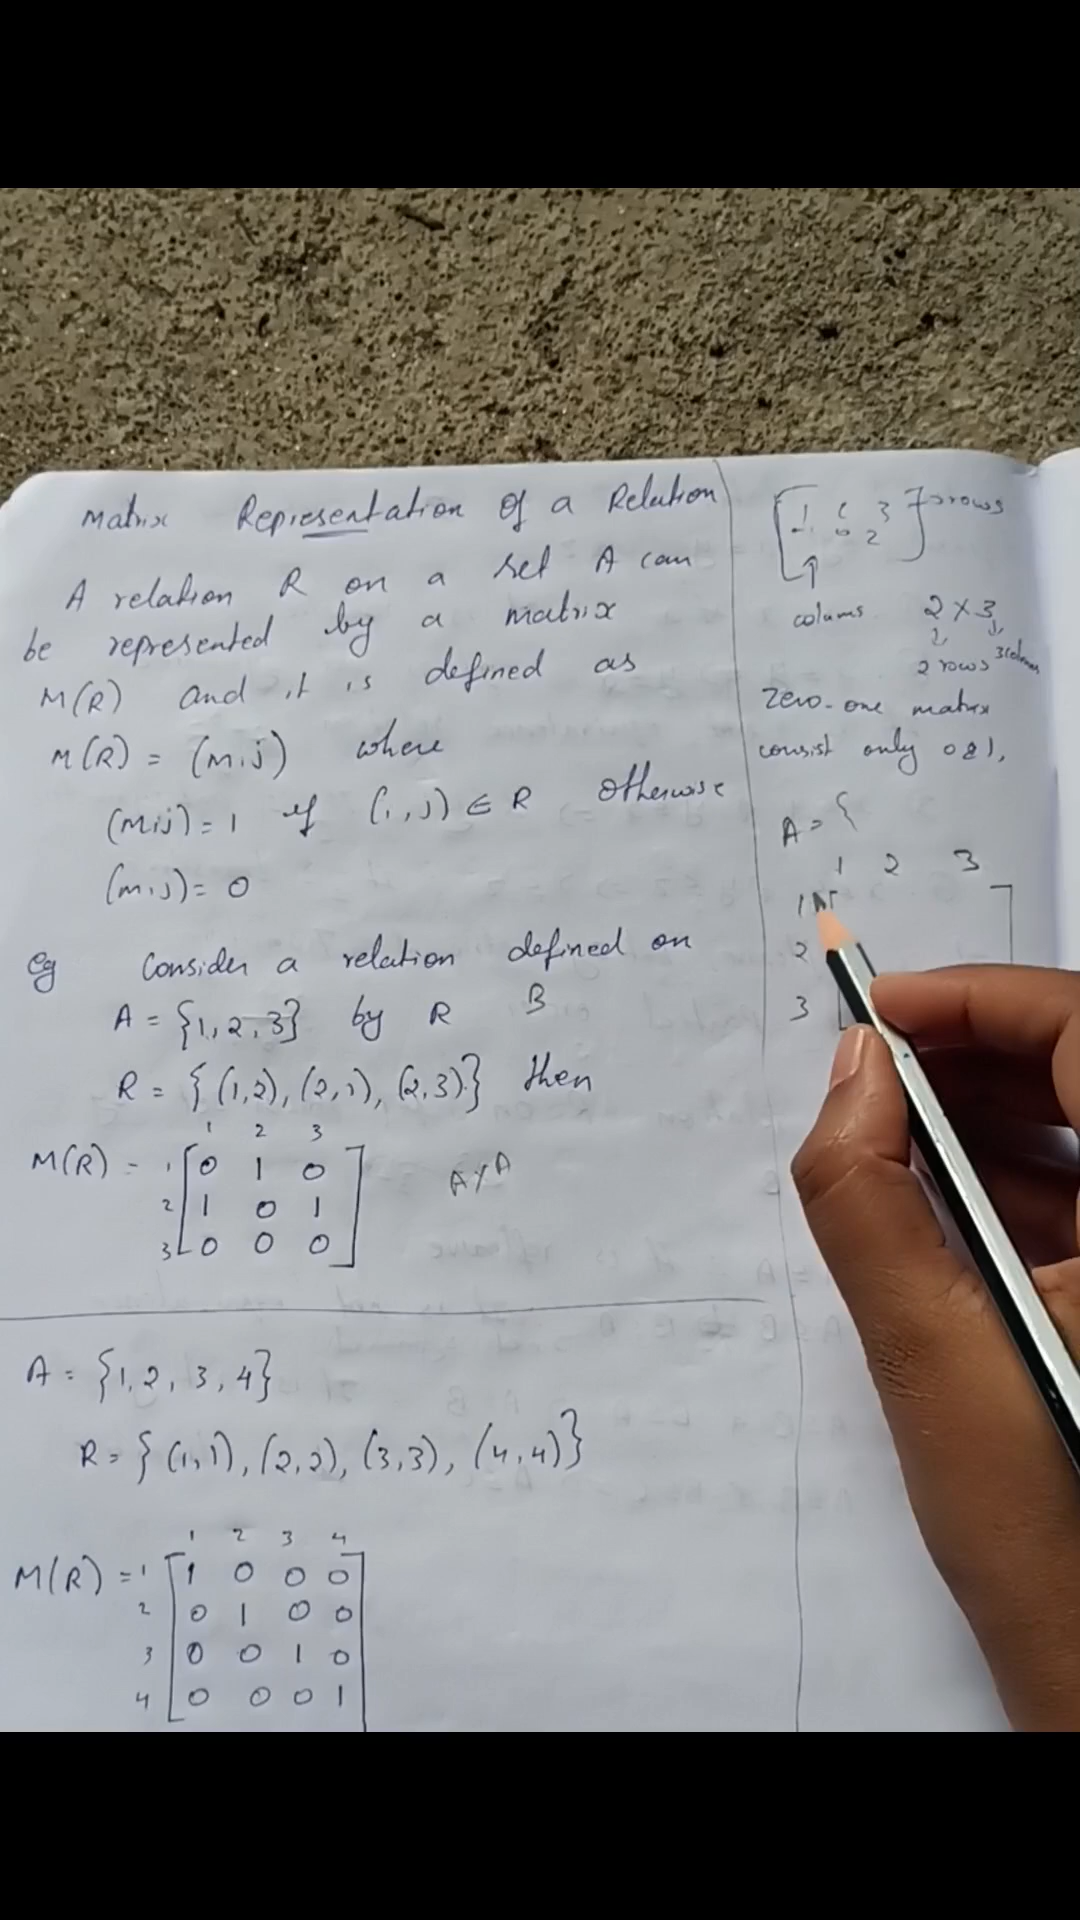 Matrix Representation of a Relation
A relation R on a set A can
be represented by a matrix
M(R) and it is defined as
M(R) = (mij) where
(mij) = 1 if (i,j) ∈ R otherwise
(mij) = 0
eg Consider a relation defined on
A = {1,2,3} by R B
R = {(1,2), (2,1), (2,3)} then
1 2 3
M(R) = 1 [0 1 0]
2 1 0 1
3 0 0 0
A×A
A = {1,2,3,4}
R = {(1,1), (2,2), (3,3), (4,4)}
1 2 3 4
M(R) = 1 [1 0 0 0]
2 0 1 0 0
3 0 0 1 0
4 0 0 0 1
3 → rows
2
colums 2 × 3
2 rows 3
Zero-one matrix
consist only 0 & 1,
A = {
1 2 3
1
2
3